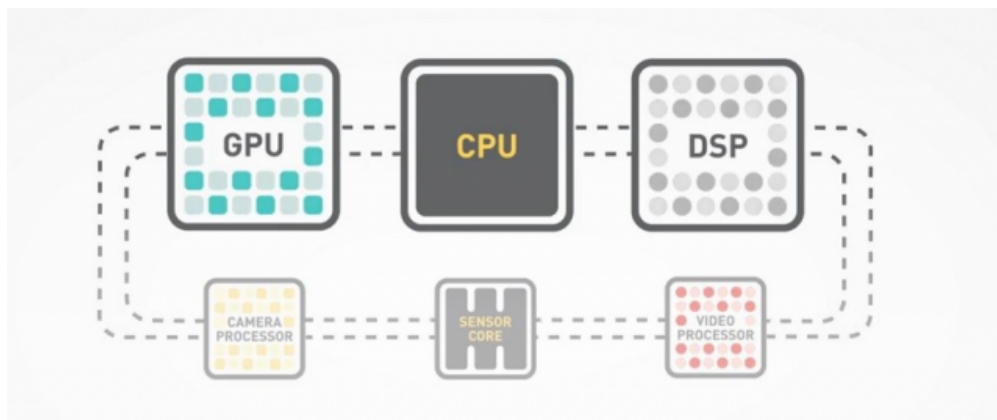 GPU
CPU
DSP
CAMERA
PROCESSOR
SENSOR
CORE
VIDEO
PROCESSOR